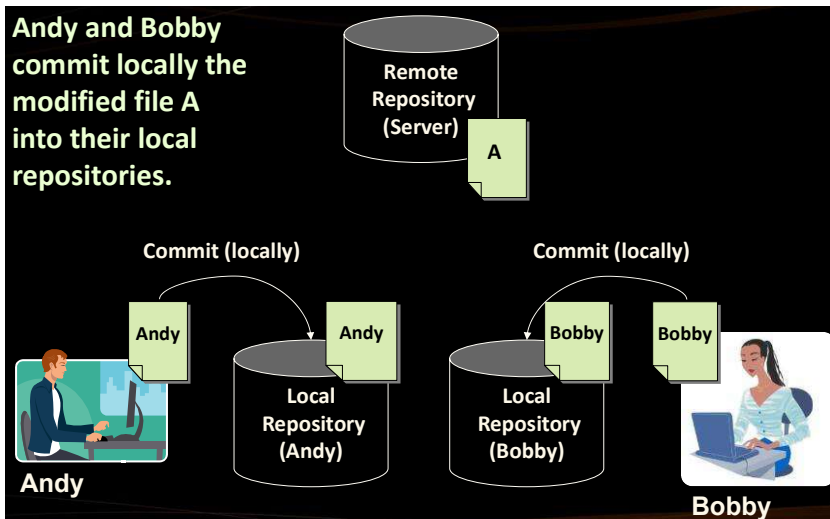 Andy and Bobby
commit locally the
modified file A
into their local
repositories.
Remote
Repository
(Server)
A
Commit (locally)
Commit (locally)
Andy
Andy
Bobby
Bobby
Local
Repository
(Andy)
Local
Repository
(Bobby)
Andy
Bobby